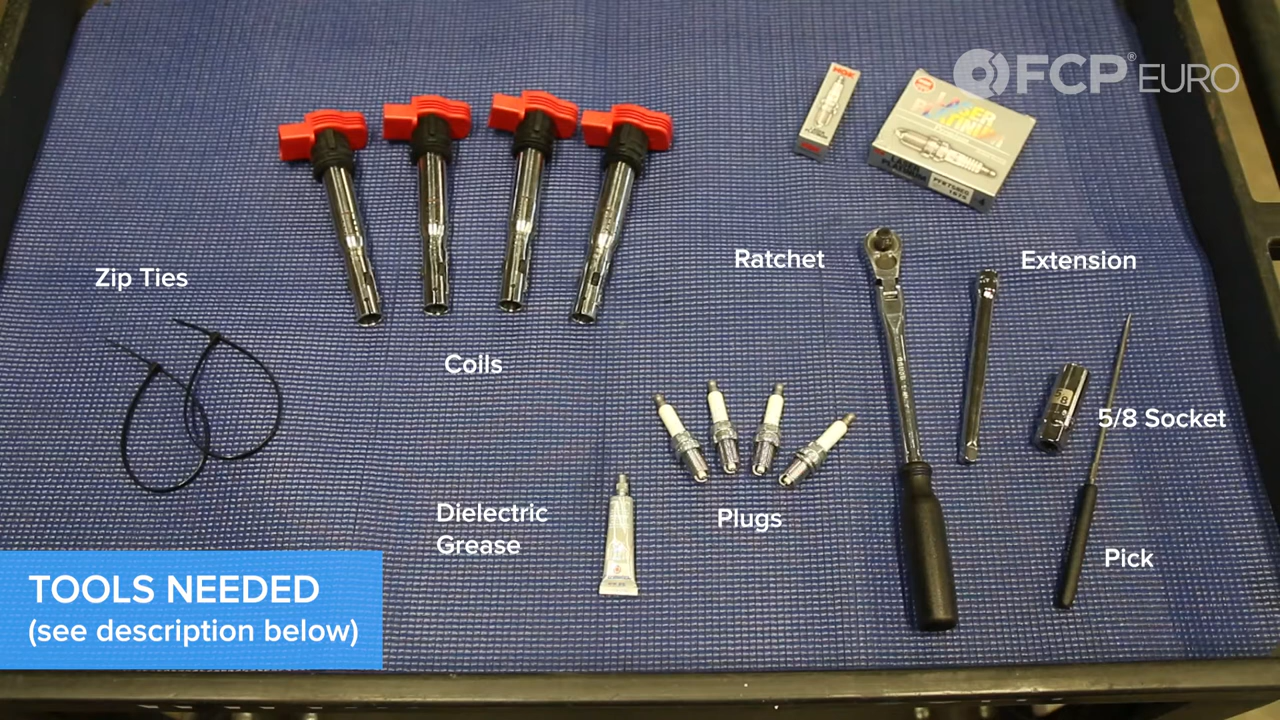 FCP® EURO
NGK
Ratchet
Extension
Zip Ties
Coils
5/8 Socket
Dielectric
Grease
Plugs
Pick
TOOLS NEEDED
(see description below)